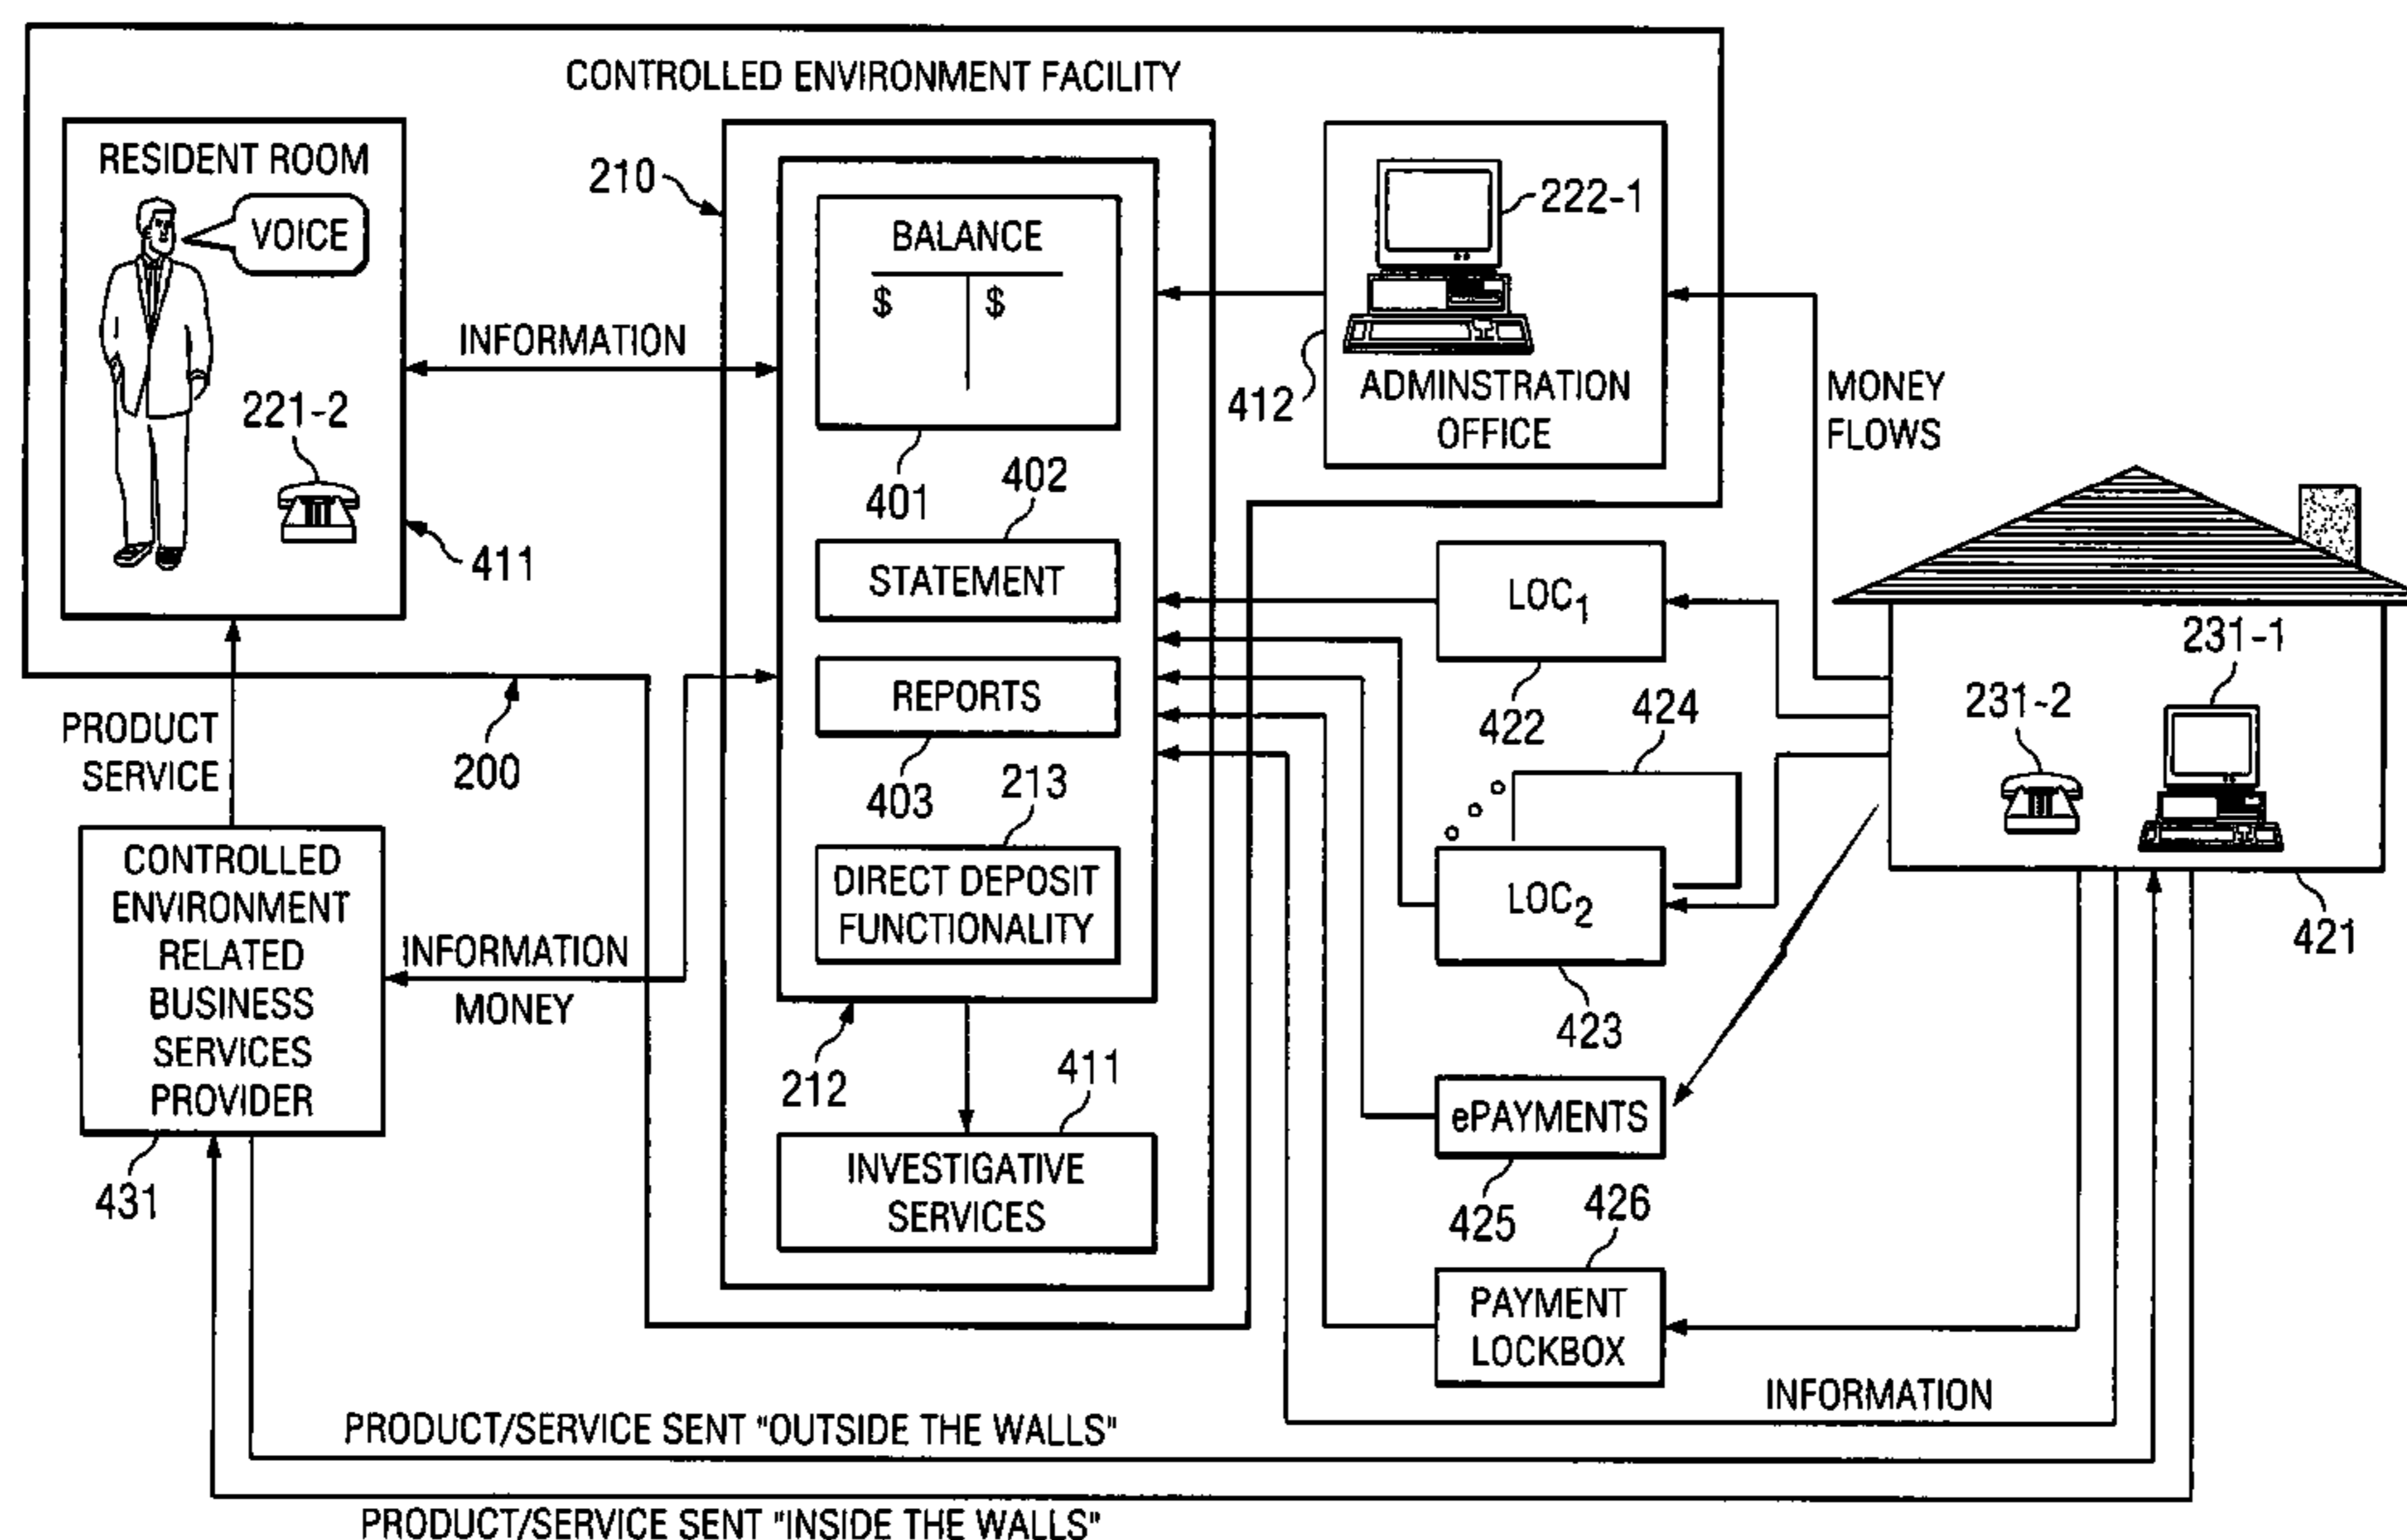 CONTROLLED ENVIRONMENT FACILITY
RESIDENT ROOM
VOICE
221-2
411
INFORMATION
210
BALANCE
$ $
401
402
STATEMENT
REPORTS
403
213
DIRECT DEPOSIT
FUNCTIONALITY
212
411
INVESTIGATIVE
SERVICES
222-1
412
ADMINSTRATION
OFFICE
MONEY
FLOWS
LOC1
422
424
LOC2
423
ePAYMENTS
425
426
PAYMENT
LOCKBOX
231-1
231-2
421
PRODUCT
SERVICE
200
CONTROLLED
ENVIRONMENT
RELATED
BUSINESS
SERVICES
PROVIDER
431
INFORMATION
MONEY
INFORMATION
PRODUCT/SERVICE SENT "OUTSIDE THE WALLS"
PRODUCT/SERVICE SENT "INSIDE THE WALLS"